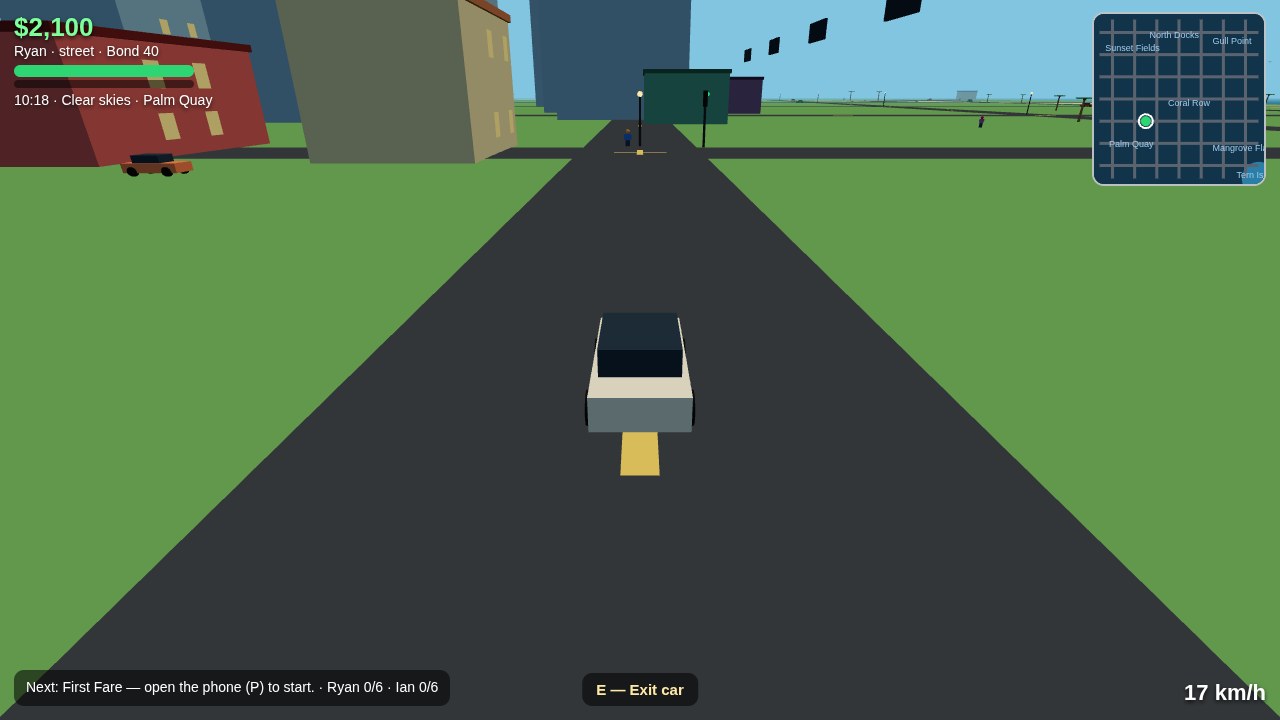 $2,100
Ryan · street · Bond 40
10:18 · Clear skies · Palm Quay
North Docks
Gull Point
Sunset Fields
Coral Row
Palm Quay
Mangrove Fla
Tern Is
Next: First Fare — open the phone (P) to start. · Ryan 0/6 · Ian 0/6
E — Exit car
17 km/h